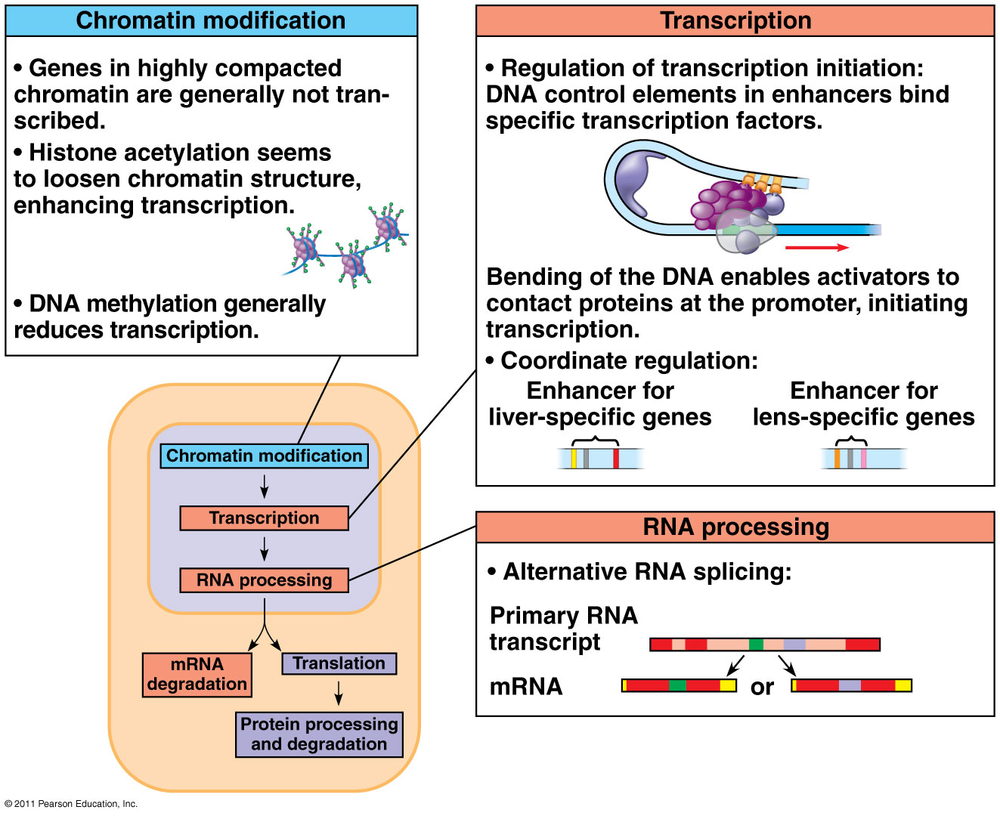 Chromatin modification
• Genes in highly compacted
chromatin are generally not tran-
scribed.
• Histone acetylation seems
to loosen chromatin structure,
enhancing transcription.
• DNA methylation generally
reduces transcription.
Transcription
• Regulation of transcription initiation:
DNA control elements in enhancers bind
specific transcription factors.
Bending of the DNA enables activators to
contact proteins at the promoter, initiating
transcription.
• Coordinate regulation:
Enhancer for
liver-specific genes
Enhancer for
lens-specific genes
Chromatin modification
Transcription
RNA processing
mRNA
degradation
Translation
Protein processing
and degradation
RNA processing
• Alternative RNA splicing:
Primary RNA
transcript
mRNA
or
© 2011 Pearson Education, Inc.